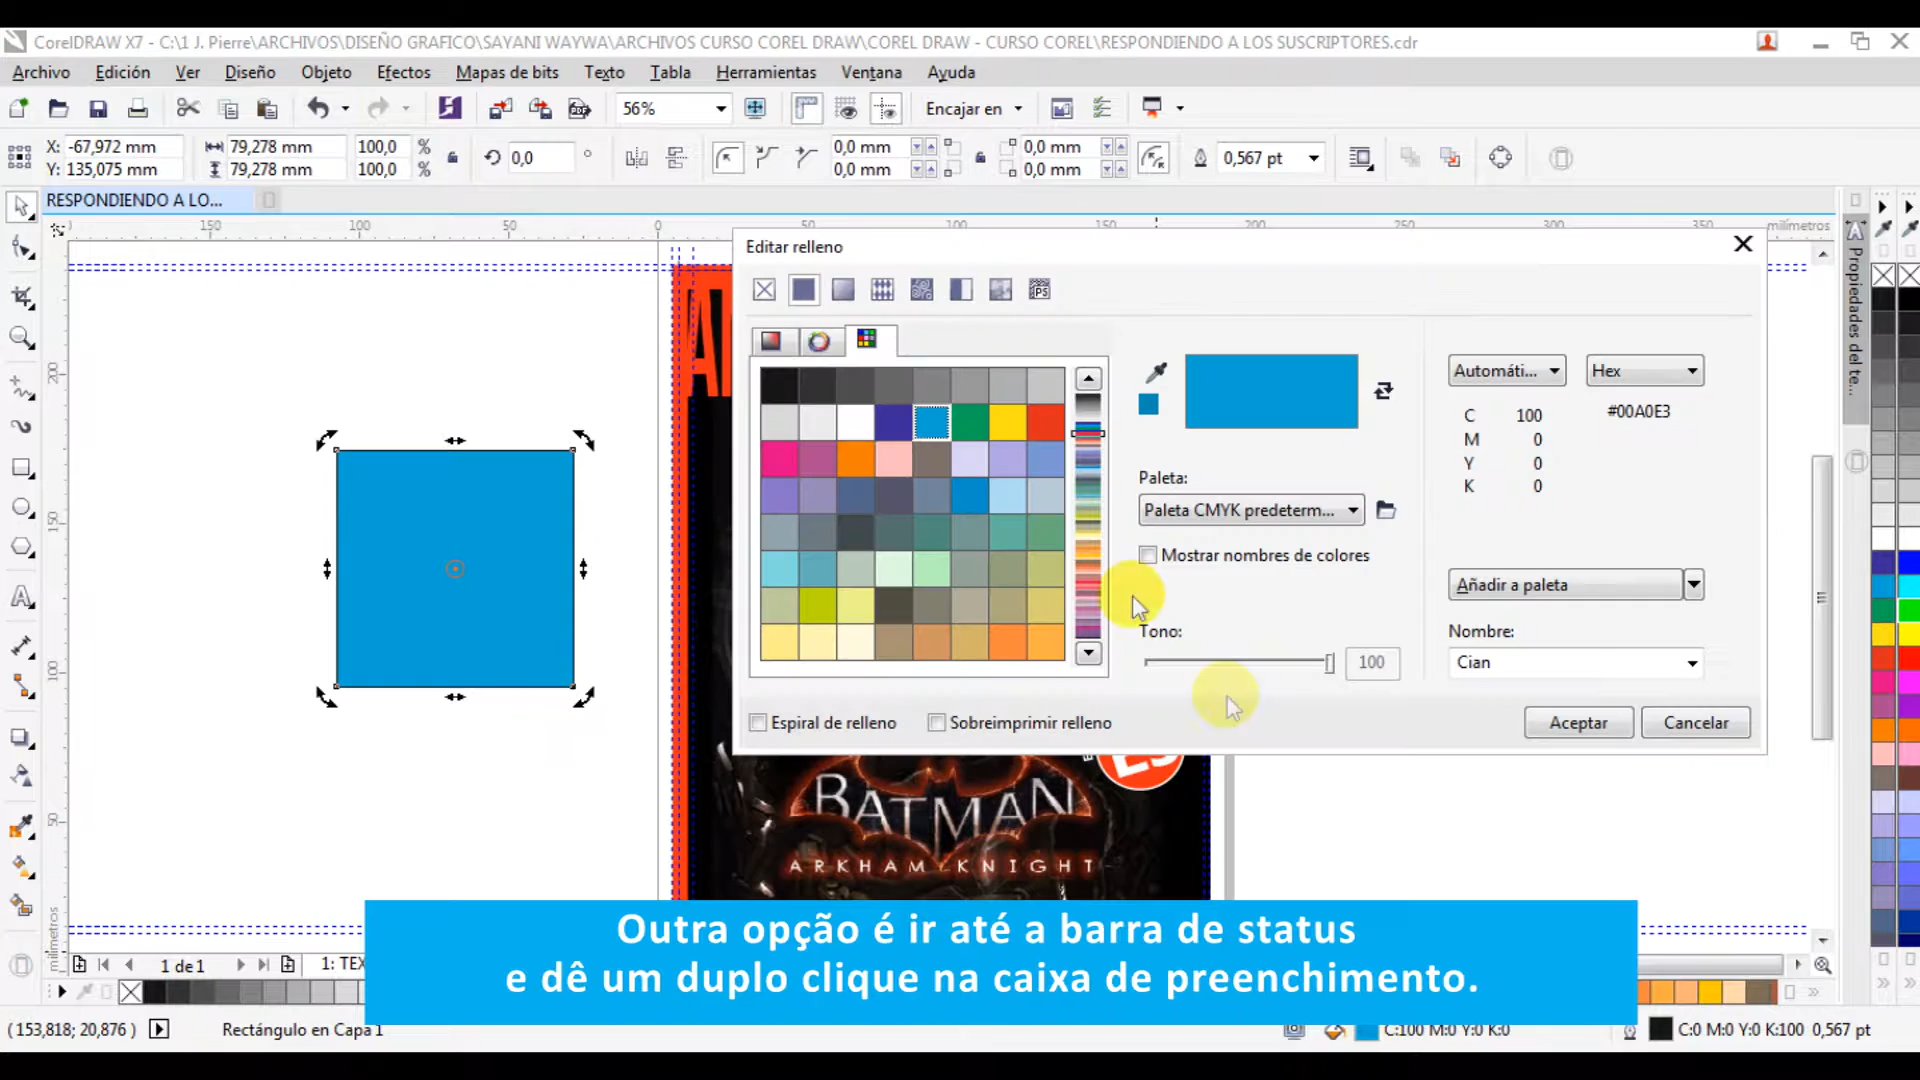 CorelDRAW X7 - C:\1 J. Pierre\ARCHIVOS\DISEÑO GRAFICO\SAYANI WAYWA\ARCHIVOS CURSO COREL DRAW\COREL DRAW - CURSO COREL\RESPONDIENDO A LOS SUSCRIPTORES.cdr
Archivo Edición Ver Diseño Objeto Efectos Mapas de bits Texto Tabla Herramientas Ventana Ayuda
56% Encajar en
X: -67,972 mm 79,278 mm 100,0 % 0,0 ° 0,0 mm 0,0 mm 0,567 pt
Y: 135,075 mm 79,278 mm 100,0 % 0,0 mm 0,0 mm
RESPONDIENDO A LO...
150 100 50 0 50 100 150 200 250 300 350 milímetros
200
150
100
50
milímetros
Propiedades del te...
Editar relleno
PS
Automáti... Hex
C 100 #00A0E3
M 0
Y 0
K 0
Paleta:
Paleta CMYK predeterm...
Mostrar nombres de colores
Añadir a paleta
Tono:
100
Nombre:
Cian
Espiral de relleno Sobreimprimir relleno Aceptar Cancelar
BATMAN
ARKHAM KNIGHT
Outra opção é ir até a barra de status
e dê um duplo clique na caixa de preenchimento.
1 de 1 1: TEX
(153,818; 20,876) Rectángulo en Capa 1 C:100 M:0 Y:0 K:0 C:0 M:0 Y:0 K:100 0,567 pt